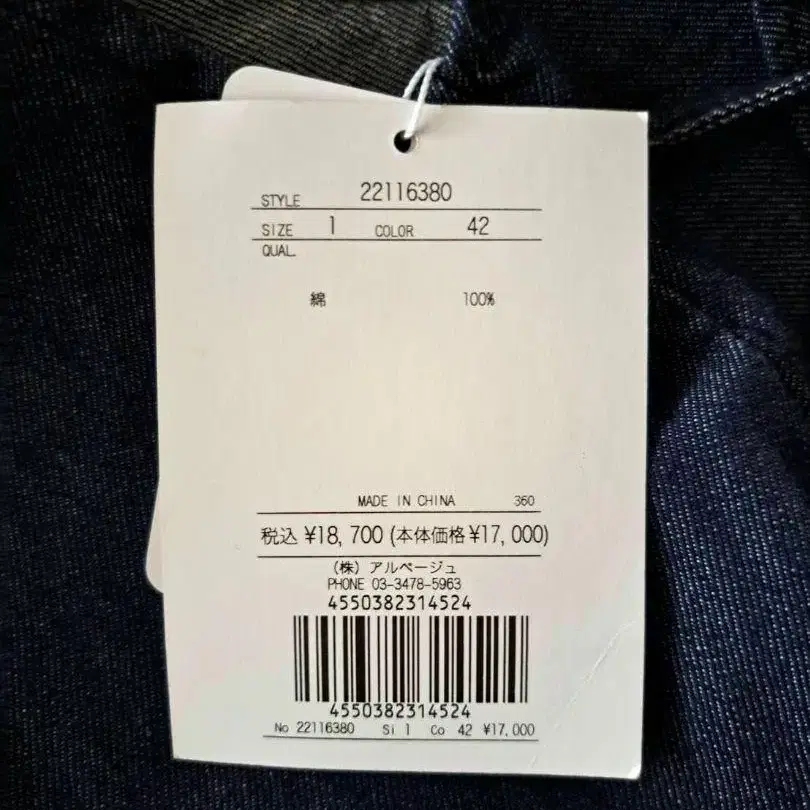 STYLE 22116380
SIZE 1 COLOR 42
QUAL.
綿 100%
MADE IN CHINA 360
税込 ¥18,700 (本体価格 ¥17,000)
(株) アルページュ
PHONE 03-3478-5963
4550382314524
4550382314524
No 22116380 Si 1 Co 42 ¥17,000